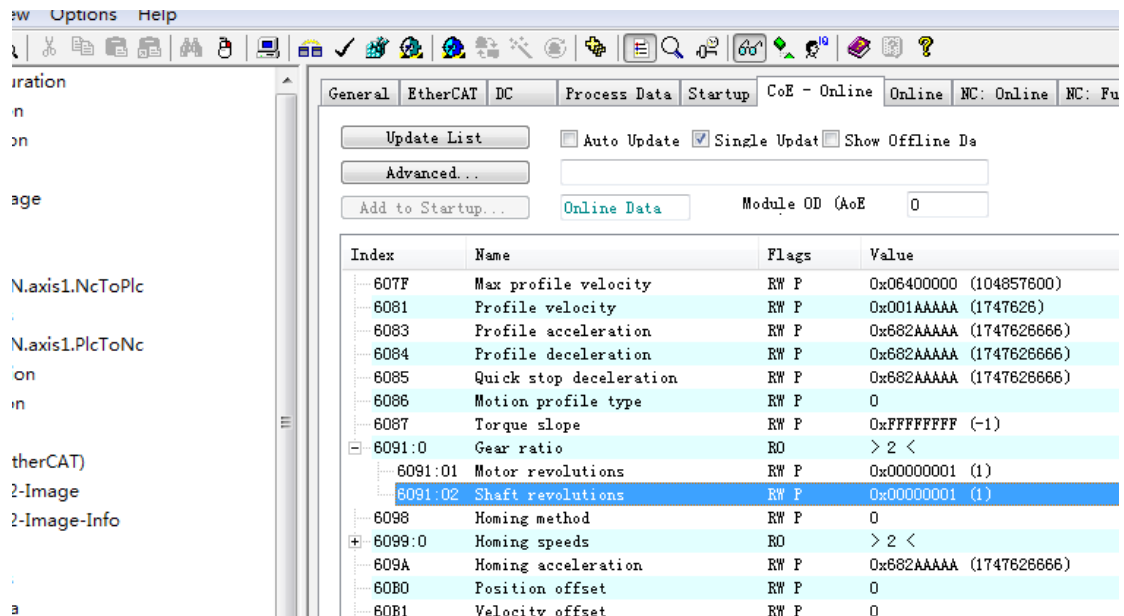 ew Options Help
uration
n
on
age
N.axis1.NcToPlc
N.axis1.PlcToNc
on
on
therCAT)
2-Image
2-Image-Info
a
General EtherCAT DC Process Data Startup CoE - Online Online NC: Online NC: Fu
Update List Auto Update Single Updat Show Offline Da
Advanced...
Add to Startup... Online Data Module OD (AoE 0
Index Name Flags Value
607F Max profile velocity RW P 0x06400000 (104857600)
6081 Profile velocity RW P 0x001AAAAA (1747626)
6083 Profile acceleration RW P 0x682AAAAA (1747626666)
6084 Profile deceleration RW P 0x682AAAAA (1747626666)
6085 Quick stop deceleration RW P 0x682AAAAA (1747626666)
6086 Motion profile type RW P 0
6087 Torque slope RW P 0xFFFFFFFF (-1)
6091:0 Gear ratio RO > 2 <
6091:01 Motor revolutions RW P 0x00000001 (1)
6091:02 Shaft revolutions RW P 0x00000001 (1)
6098 Homing method RW P 0
6099:0 Homing speeds RO > 2 <
609A Homing acceleration RW P 0x682AAAAA (1747626666)
60B0 Position offset RW P 0
60B1 Velocity offset RW P 0